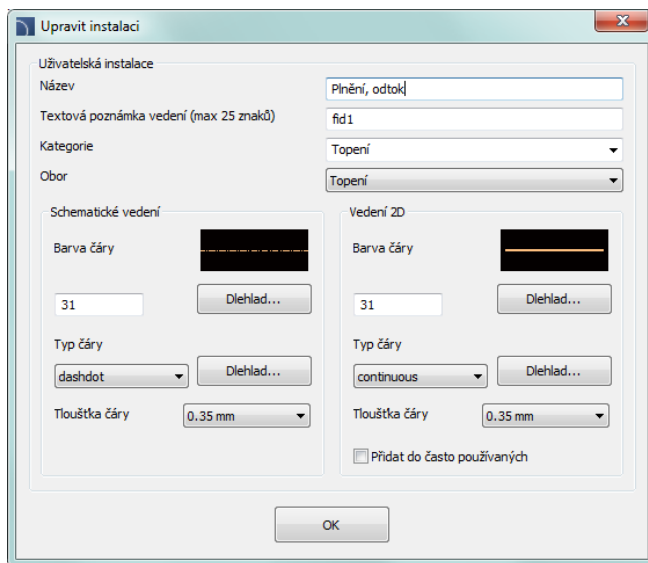 Upravit instalaci
Uživatelská instalace
Název Plnění, odtok
Textová poznámka vedení (max 25 znaků) fid1
Kategorie Topení
Obor Topení
Schematické vedení
Barva čáry
31 Dlehlad...
Typ čáry
dashdot Dlehlad...
Tloušťka čáry 0.35 mm
Vedení 2D
Barva čáry
31 Dlehlad...
Typ čáry
continuous Dlehlad...
Tloušťka čáry 0.35 mm
Přidat do často používaných
OK